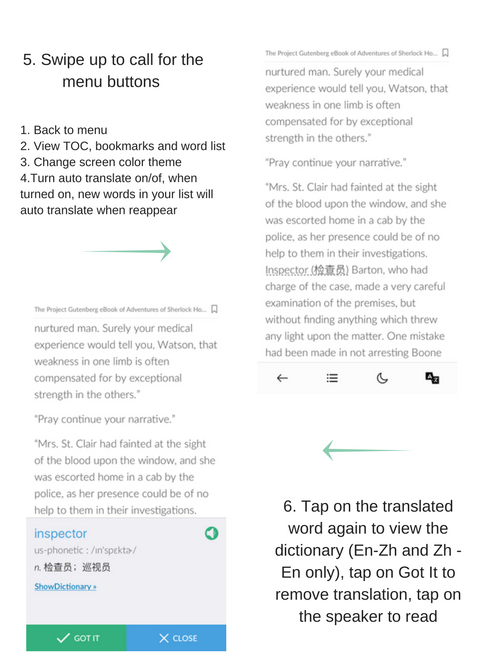 5. Swipe up to call for the
menu buttons
1. Back to menu
2. View TOC, bookmarks and word list
3. Change screen color theme
4.Turn auto translate on/of, when
turned on, new words in your list will
auto translate when reappear
The Project Gutenberg eBook of Adventures of Sherlock Ho...
nurtured man. Surely your medical
experience would tell you, Watson, that
weakness in one limb is often
compensated for by exceptional
strength in the others.”
“Pray continue your narrative.”
“Mrs. St. Clair had fainted at the sight
of the blood upon the window, and she
was escorted home in a cab by the
police, as her presence could be of no
help to them in their investigations.
Inspector (检查员) Barton, who had
charge of the case, made a very careful
examination of the premises, but
without finding anything which threw
any light upon the matter. One mistake
had been made in not arresting Boone
The Project Gutenberg eBook of Adventures of Sherlock Ho...
nurtured man. Surely your medical
experience would tell you, Watson, that
weakness in one limb is often
compensated for by exceptional
strength in the others.”
“Pray continue your narrative.”
“Mrs. St. Clair had fainted at the sight
of the blood upon the window, and she
was escorted home in a cab by the
police, as her presence could be of no
help to them in their investigations.
inspector
us-phonetic : /ɪn'spɛktɚ/
n. 检查员；巡视员
ShowDictionary »
GOT IT
CLOSE
6. Tap on the translated
word again to view the
dictionary (En-Zh and Zh -
En only), tap on Got It to
remove translation, tap on
the speaker to read